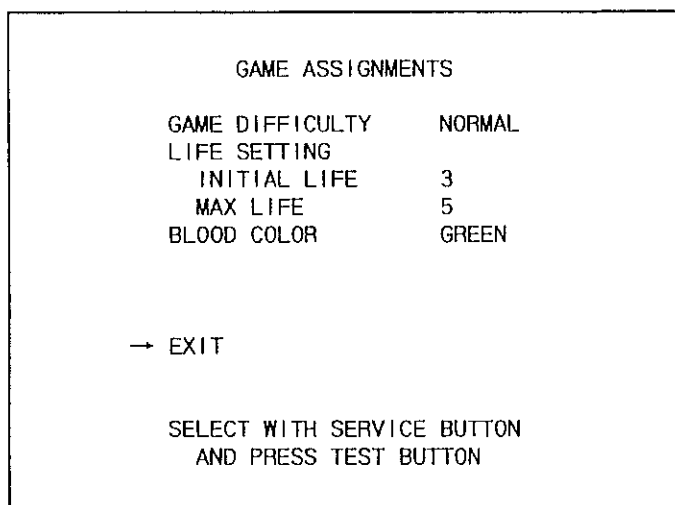 GAME ASSIGNMENTS
GAME DIFFICULTY NORMAL
LIFE SETTING
INITIAL LIFE 3
MAX LIFE 5
BLOOD COLOR GREEN
→ EXIT
SELECT WITH SERVICE BUTTON
AND PRESS TEST BUTTON